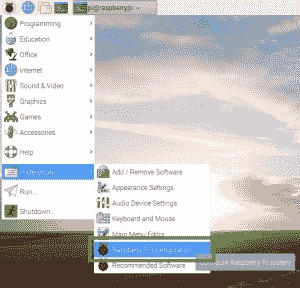 pi@raspberrypi: ~
Programming
Education
Office
Internet
Sound & Video
Graphics
Games
Accessories
Help
Preferences
Run...
Shutdown...
Add / Remove Software
Appearance Settings
Audio Device Settings
Keyboard and Mouse
Main Menu Editor
Raspberry Pi Configuration
Recommended Software
Configure Raspberry Pi system